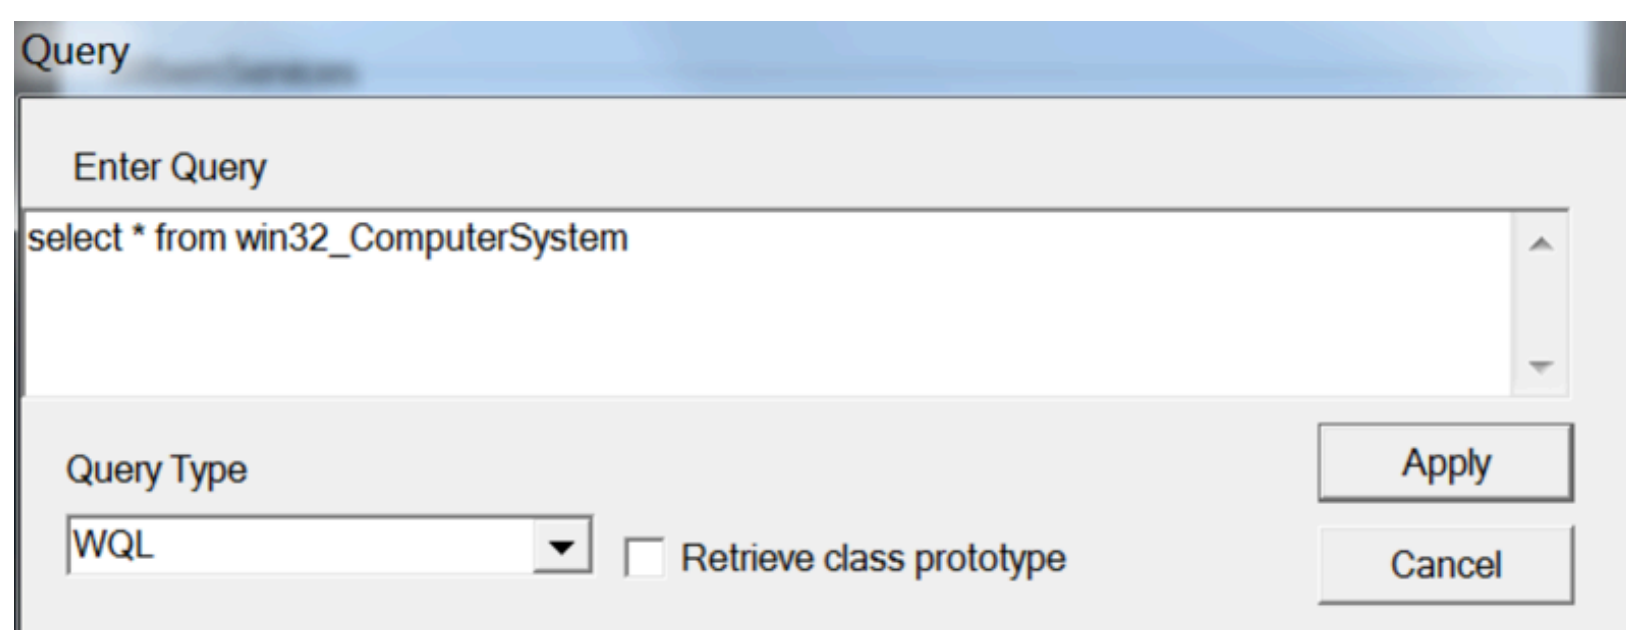 Query
Enter Query
select * from win32_ComputerSystem
Query Type
Apply
WQL
Retrieve class prototype
Cancel